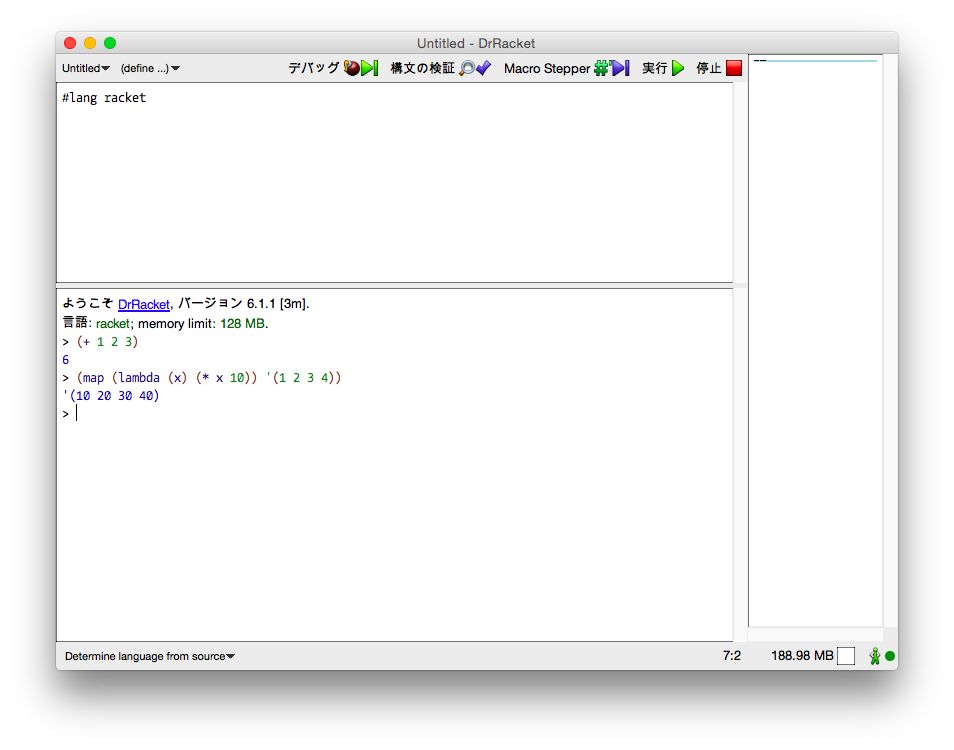 Untitled - DrRacket
Untitled (define ...) デバッグ 構文の検証 Macro Stepper 実行 停止
#lang racket
ようこそ DrRacket, バージョン 6.1.1 [3m].
言語: racket; memory limit: 128 MB.
> (+ 1 2 3)
6
> (map (lambda (x) (* x 10)) '(1 2 3 4))
'(10 20 30 40)
>
Determine language from source 7:2 188.98 MB